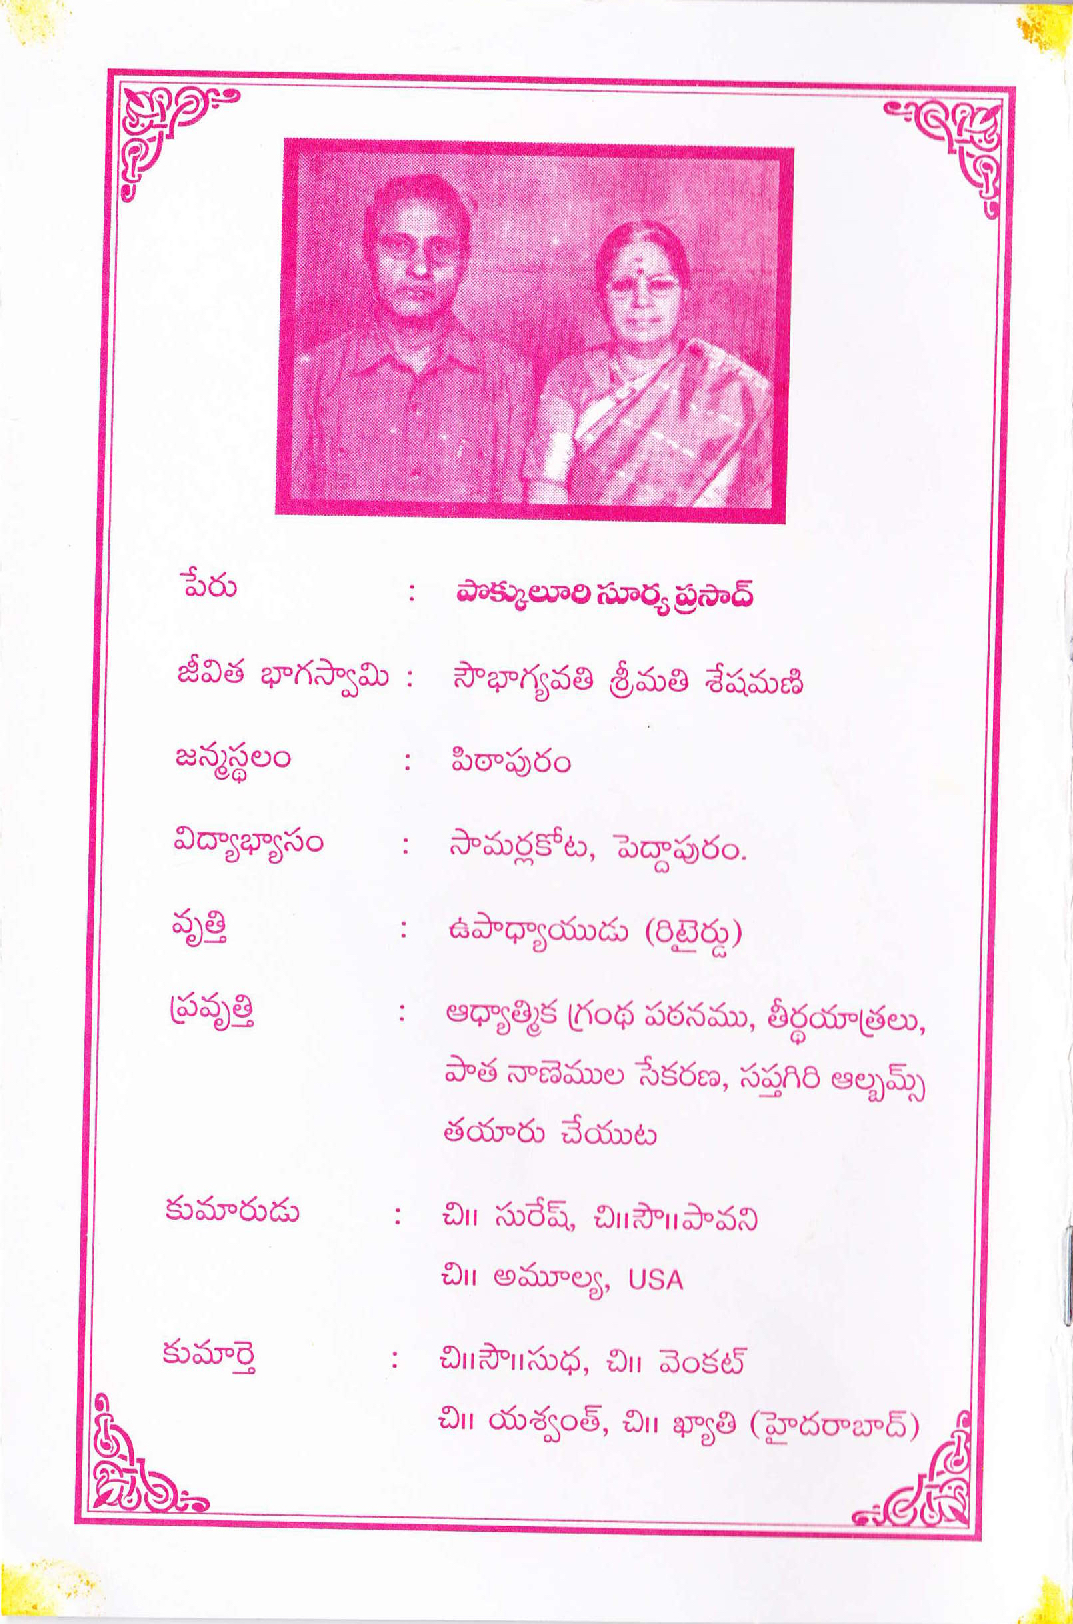 పేరు : పొక్కులూరి సూర్య ప్రసాద్
జీవిత భాగస్వామి : సౌభాగ్యవతి శ్రీమతి శేషమణి
జన్మస్థలం : పిఠాపురం
విద్యాభ్యాసం : సామర్లకోట, పెద్దాపురం.
వృత్తి : ఉపాధ్యాయుడు (రిటైర్డు)
ప్రవృత్తి : ఆధ్యాత్మిక గ్రంథ పఠనము, తీర్థయాత్రలు,
పాత నాణెముల సేకరణ, సప్తగిరి ఆల్బమ్స్
తయారు చేయుట
కుమారుడు : చి॥ సురేష్, చి॥సౌ॥పావని
చి॥ అమూల్య, USA
కుమార్తె : చి॥సౌ॥సుధ, చి॥ వెంకట్
చి॥ యశ్వంత్, చి॥ ఖ్యాతి (హైదరాబాద్)